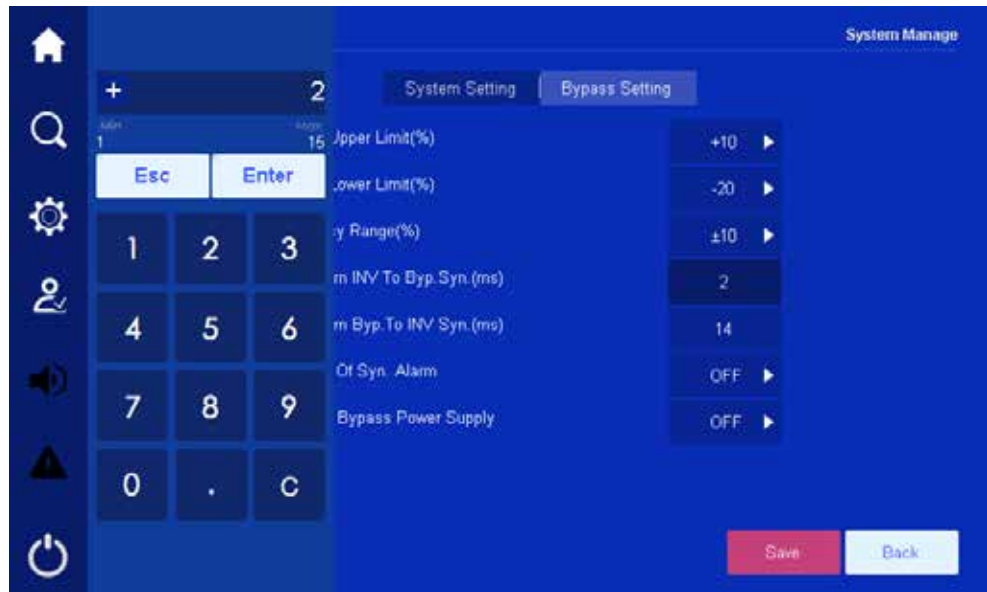 System Manage
+ 2
System Setting Bypass Setting
Min Max
1 15
Upper Limit(%) +10
Esc Enter
Lower Limit(%) -20
y Range(%) ±10
1 2 3
m INV To Byp.Syn.(ms) 2
4 5 6
m Byp.To INV Syn.(ms) 14
Of Syn. Alarm OFF
7 8 9
Bypass Power Supply OFF
0 . C
Save Back